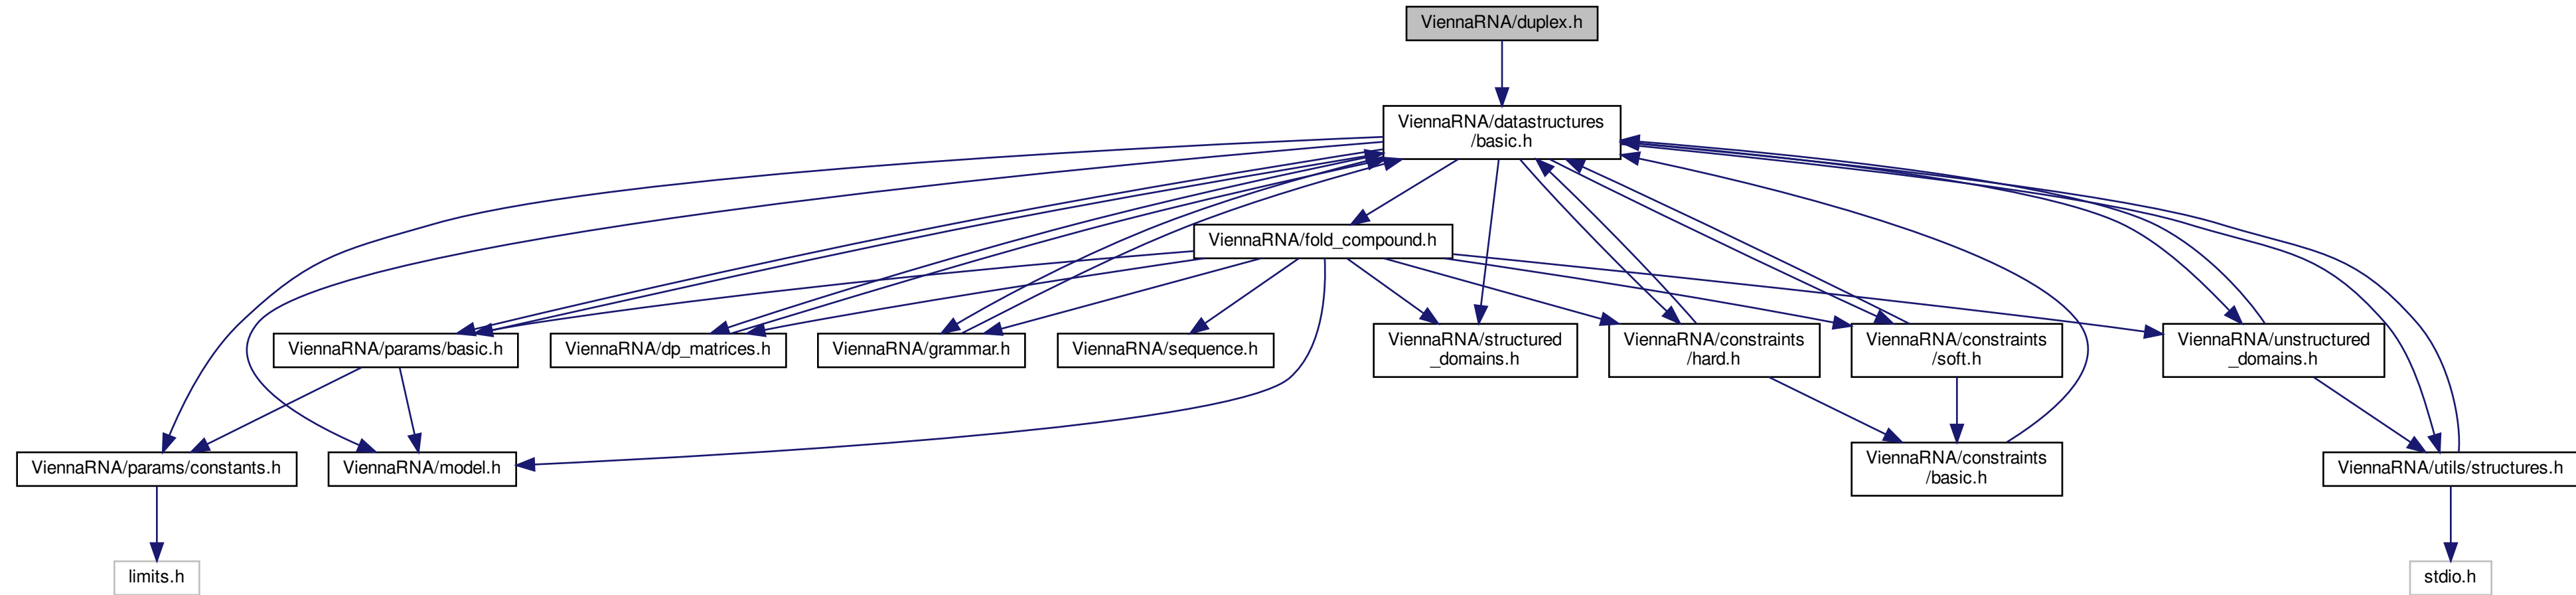 ViennaRNA/duplex.h
ViennaRNA/datastructures
/basic.h
ViennaRNA/fold_compound.h
ViennaRNA/params/basic.h
ViennaRNA/dp_matrices.h
ViennaRNA/grammar.h
ViennaRNA/sequence.h
ViennaRNA/structured
_domains.h
ViennaRNA/constraints
/hard.h
ViennaRNA/constraints
/soft.h
ViennaRNA/unstructured
_domains.h
ViennaRNA/params/constants.h
ViennaRNA/model.h
ViennaRNA/constraints
/basic.h
ViennaRNA/utils/structures.h
limits.h
stdio.h